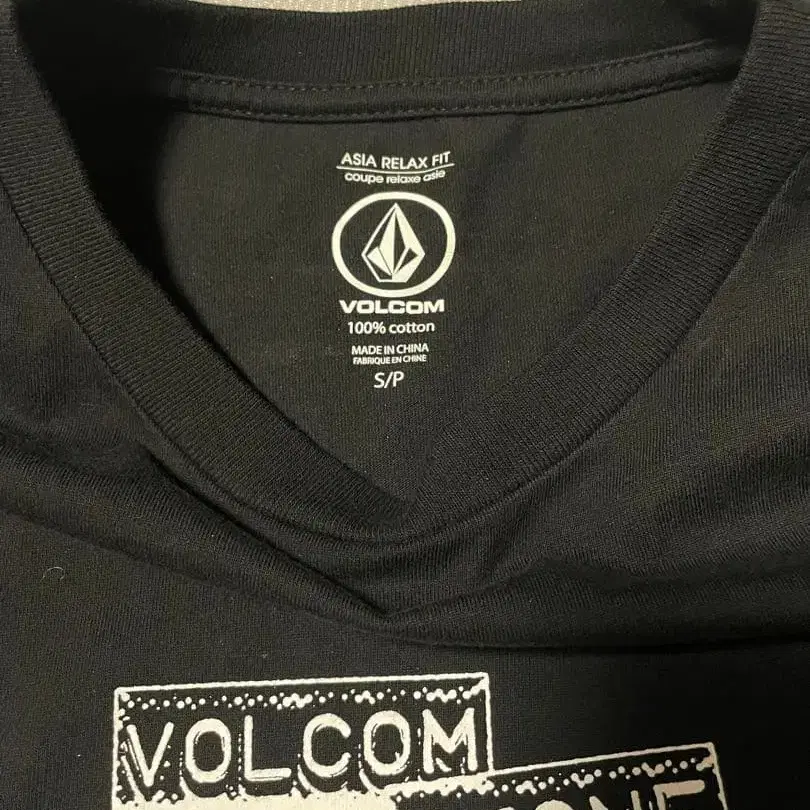 ASIA RELAX FIT
coupe relaxe asie
VOLCOM
100% cotton
MADE IN CHINA
FABRIQUE EN CHINE
S/P
VOLCOM